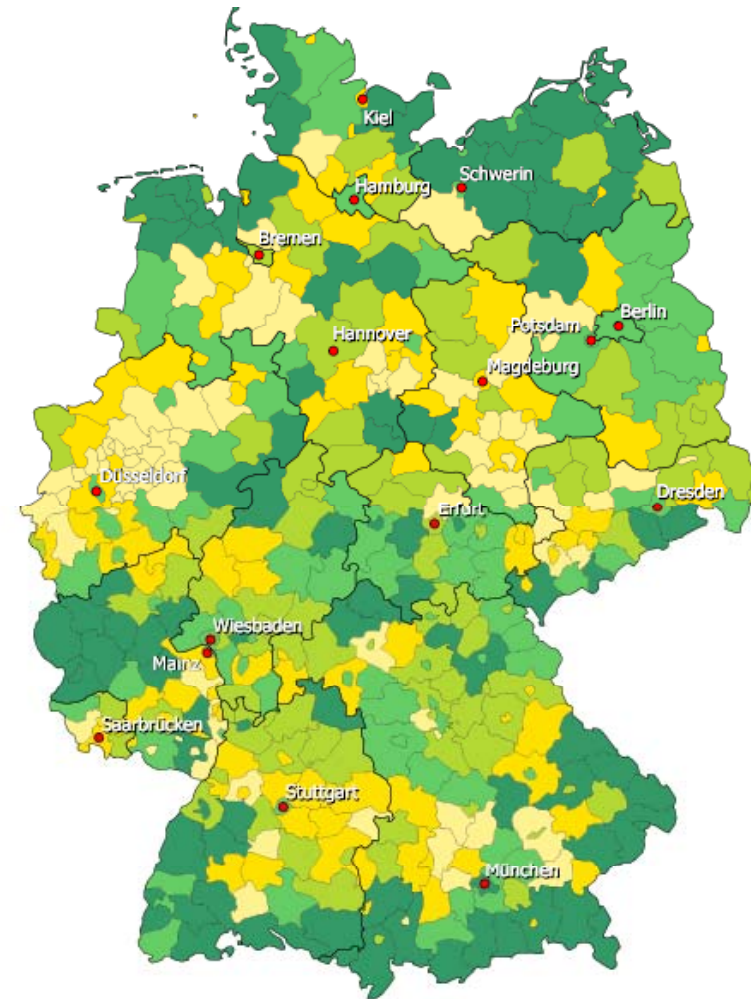 Kiel
Schwerin
Hamburg
Bremen
Berlin
Potsdam
Hannover
Magdeburg
Düsseldorf
Dresden
Erfurt
Wiesbaden
Mainz
Saarbrücken
Stuttgart
München